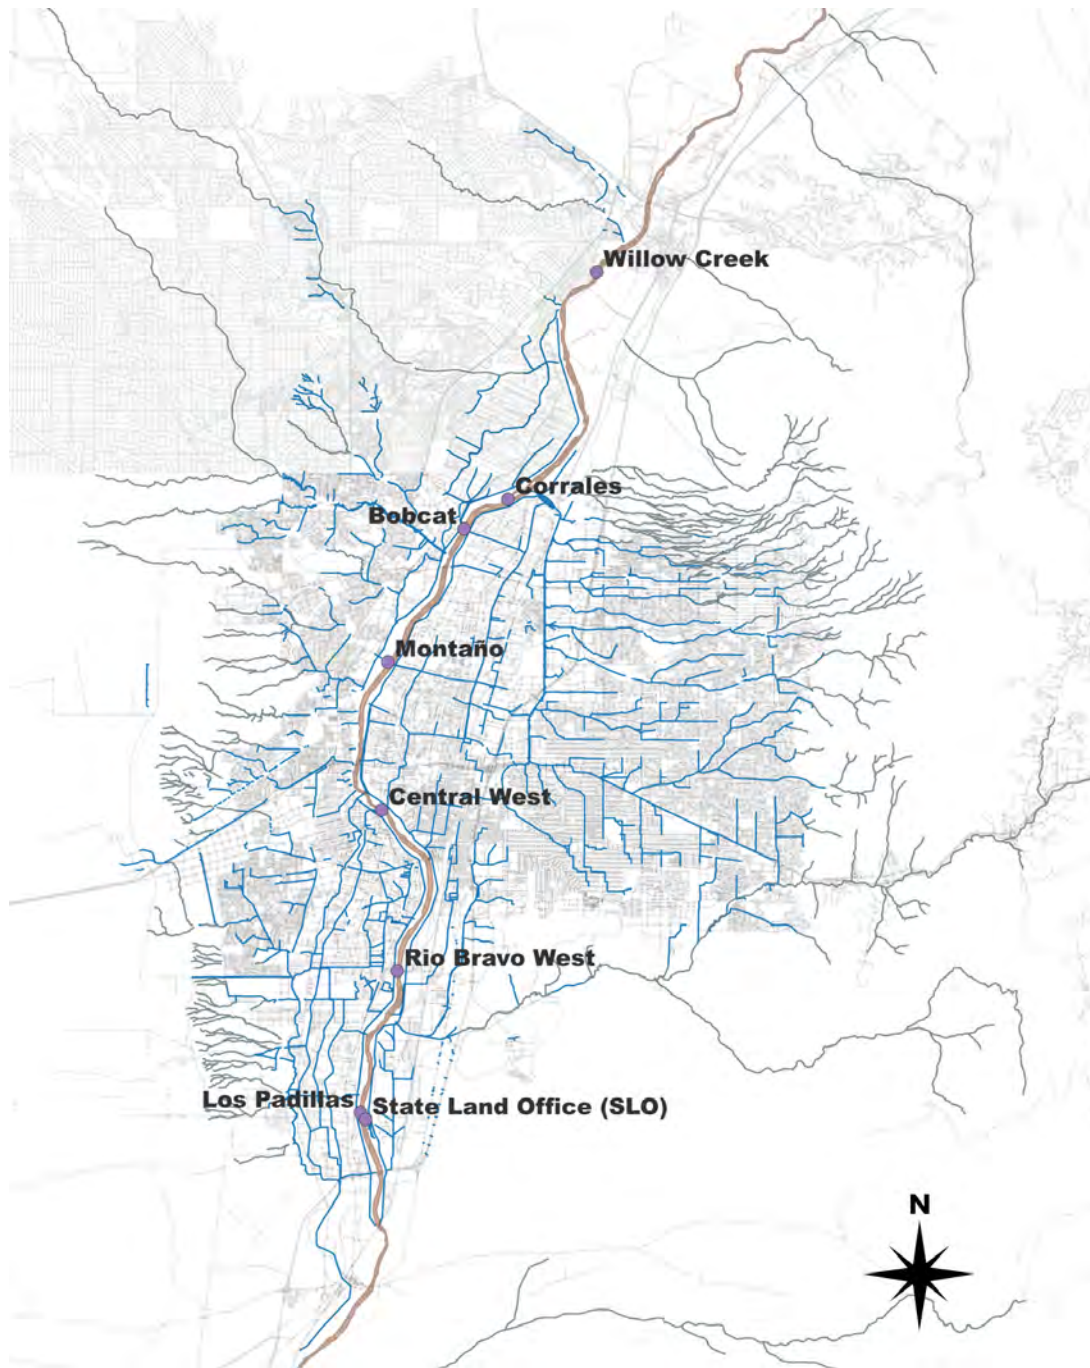 Willow Creek
Corrales
Bobcat
Montaño
Central West
Rio Bravo West
Los Padillas
State Land Office (SLO)
N